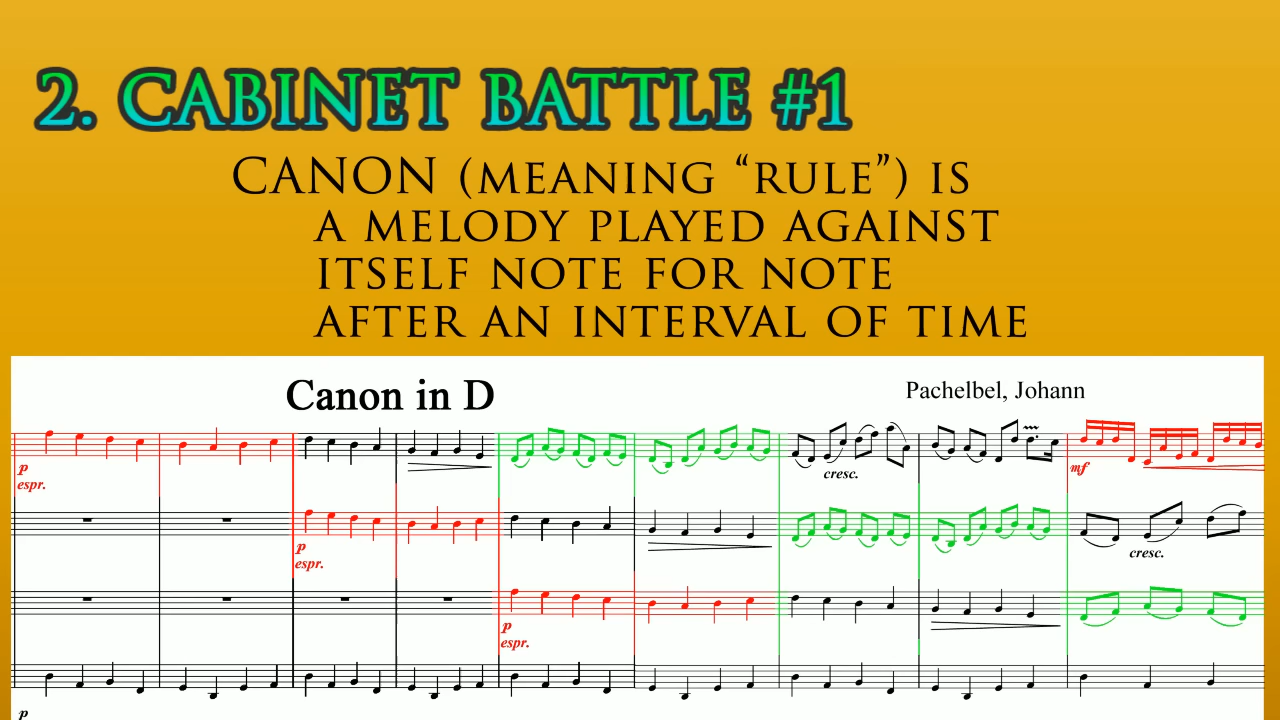 2. CABINET BATTLE #1
CANON (MEANING “RULE”) IS
A MELODY PLAYED AGAINST
ITSELF NOTE FOR NOTE
AFTER AN INTERVAL OF TIME
Canon in D
Pachelbel, Johann
p
espr.
cresc.
mf
p
espr.
cresc.
p
espr.
p